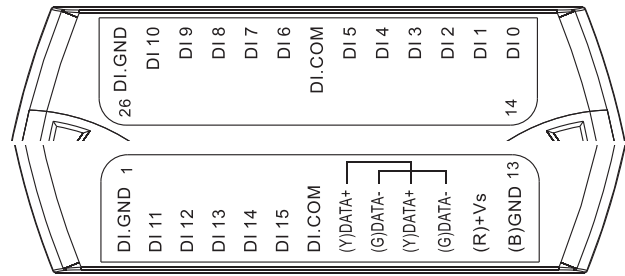 26 DI.GND
DI 10
DI 9
DI 8
DI 7
DI 6
DI.COM
DI 5
DI 4
DI 3
DI 2
DI 1
14 DI 0
DI.GND 1
DI 11
DI 12
DI 13
DI 14
DI 15
DI.COM
(Y)DATA+
(G)DATA-
(Y)DATA+
(G)DATA-
(R)+Vs
(B)GND 13